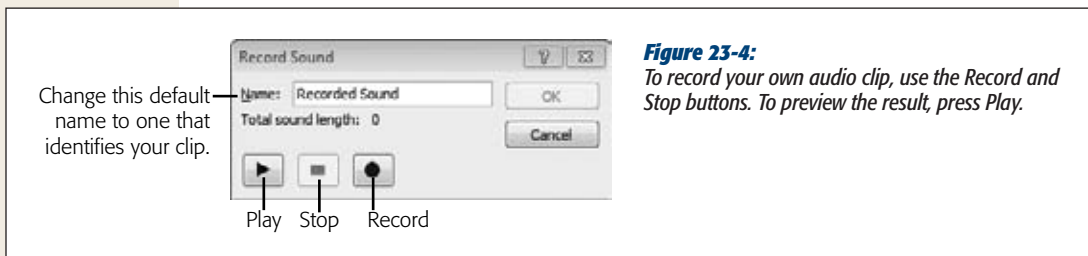 Record Sound
Change this default
name to one that
identifies your clip.
Name: Recorded Sound
OK
Total sound length: 0
Cancel
Play Stop Record
Figure 23-4:
To record your own audio clip, use the Record and
Stop buttons. To preview the result, press Play.